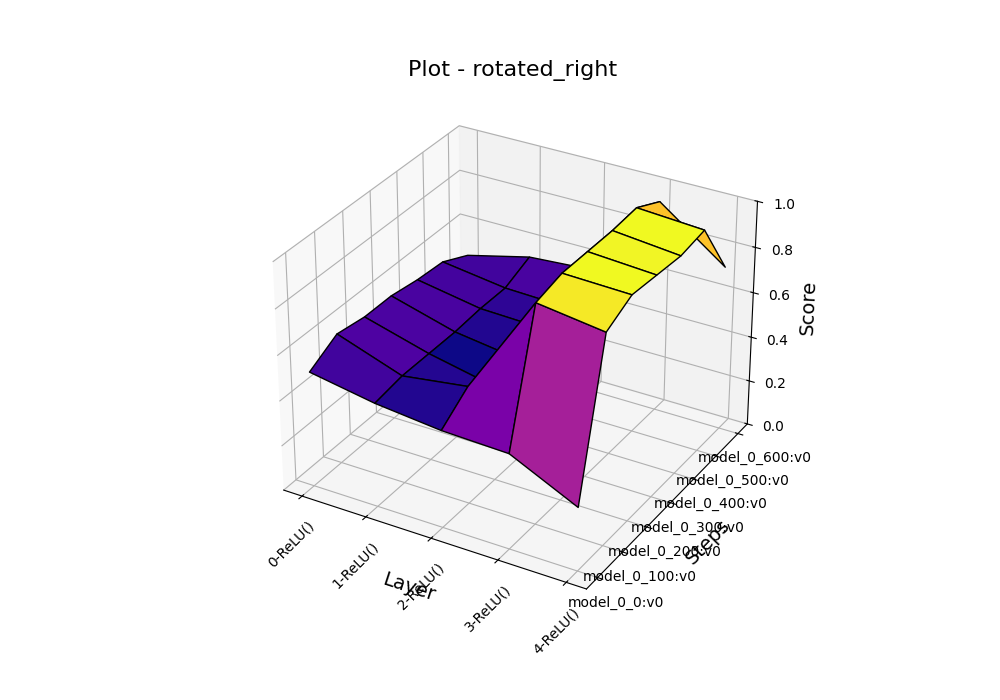 Plot - rotated_right
1.0
0.8
0.6
0.4
0.2
0.0
Score
model_0_600:v0
model_0_500:v0
model_0_400:v0
model_0_300:v0
model_0_200:v0
model_0_100:v0
model_0_0:v0
Steps
0-ReLU()
1-ReLU()
2-ReLU()
3-ReLU()
4-ReLU()
Layer